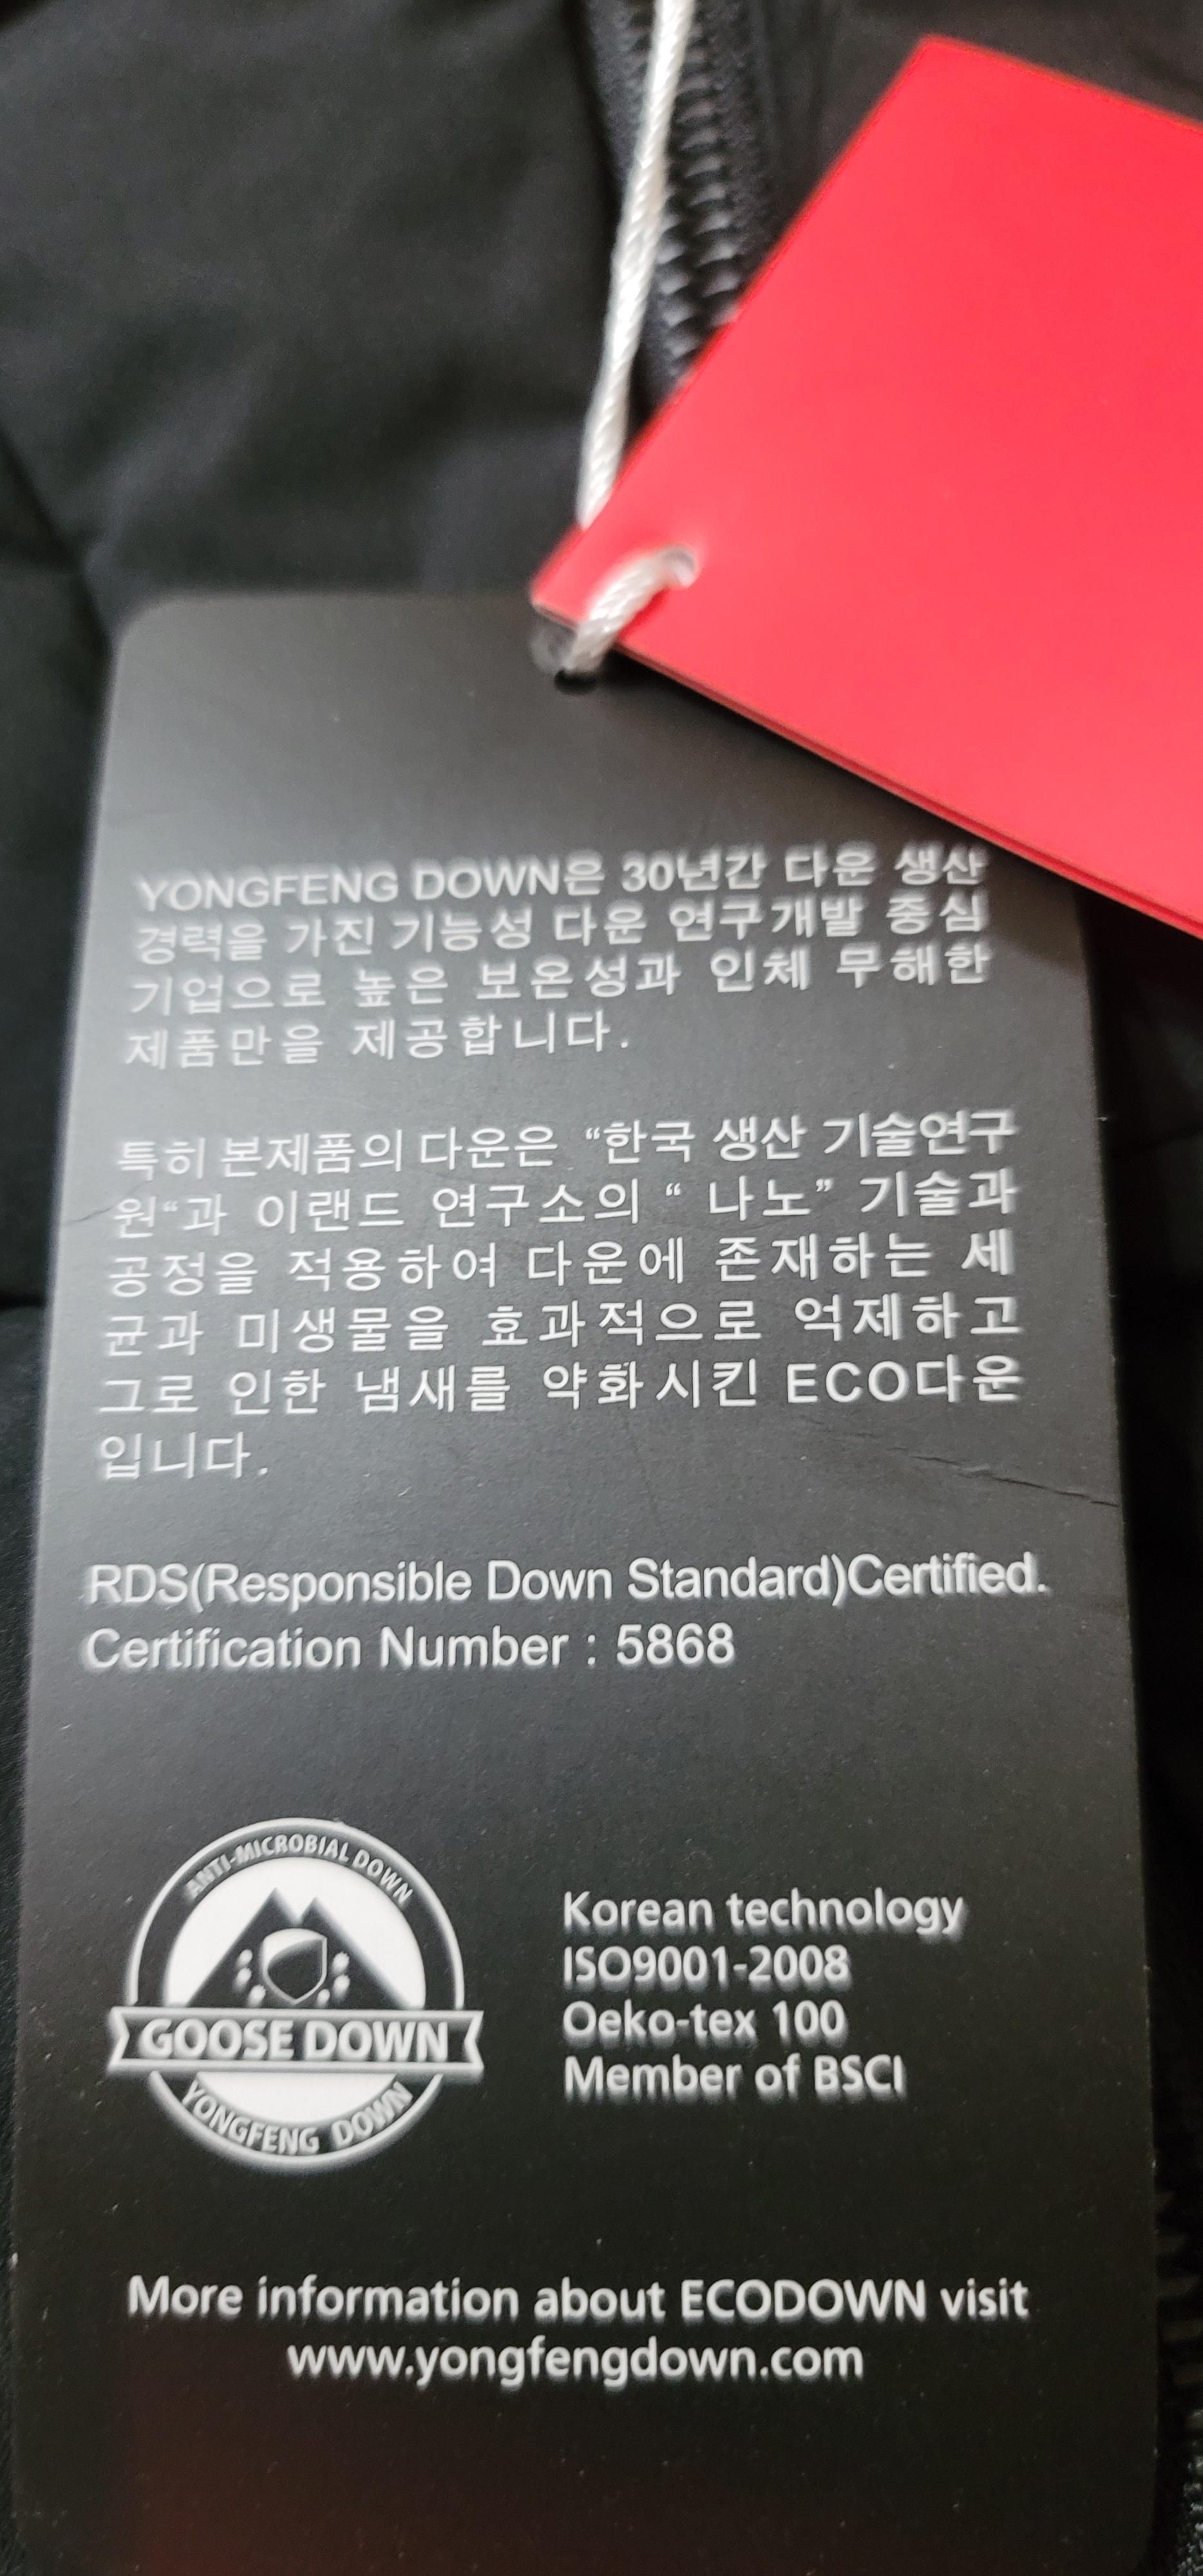 YONGFENG DOWN은 30년간 다운 생산
경력을 가진 기능성 다운 연구개발 중심
기업으로 높은 보온성과 인체 무해한
제품만을 제공합니다.
특히 본제품의 다운은 “한국 생산 기술연구
원“과 이랜드 연구소의 “ 나노” 기술과
공정을 적용하여 다운에 존재하는 세
균과 미생물을 효과적으로 억제하고
그로 인한 냄새를 약화시킨 ECO다운
입니다.
RDS(Responsible Down Standard)Certified.
Certification Number : 5868
ANTI-MICROBIAL DOWN
GOOSE DOWN
YONGFENG DOWN
Korean technology
ISO9001-2008
Oeko-tex 100
Member of BSCI
More information about ECODOWN visit
www.yongfengdown.com